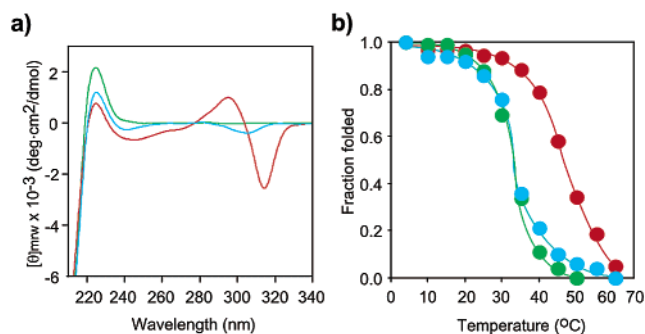 a)
b)
[θ]mrw x 10-3 (deg·cm2/dmol)
2
0
-2
-4
-6
220 240 260 280 300 320 340
Wavelength (nm)
Fraction folded
1.0
0.8
0.6
0.4
0.2
0.0
0 10 20 30 40 50 60 70
Temperature (ºC)